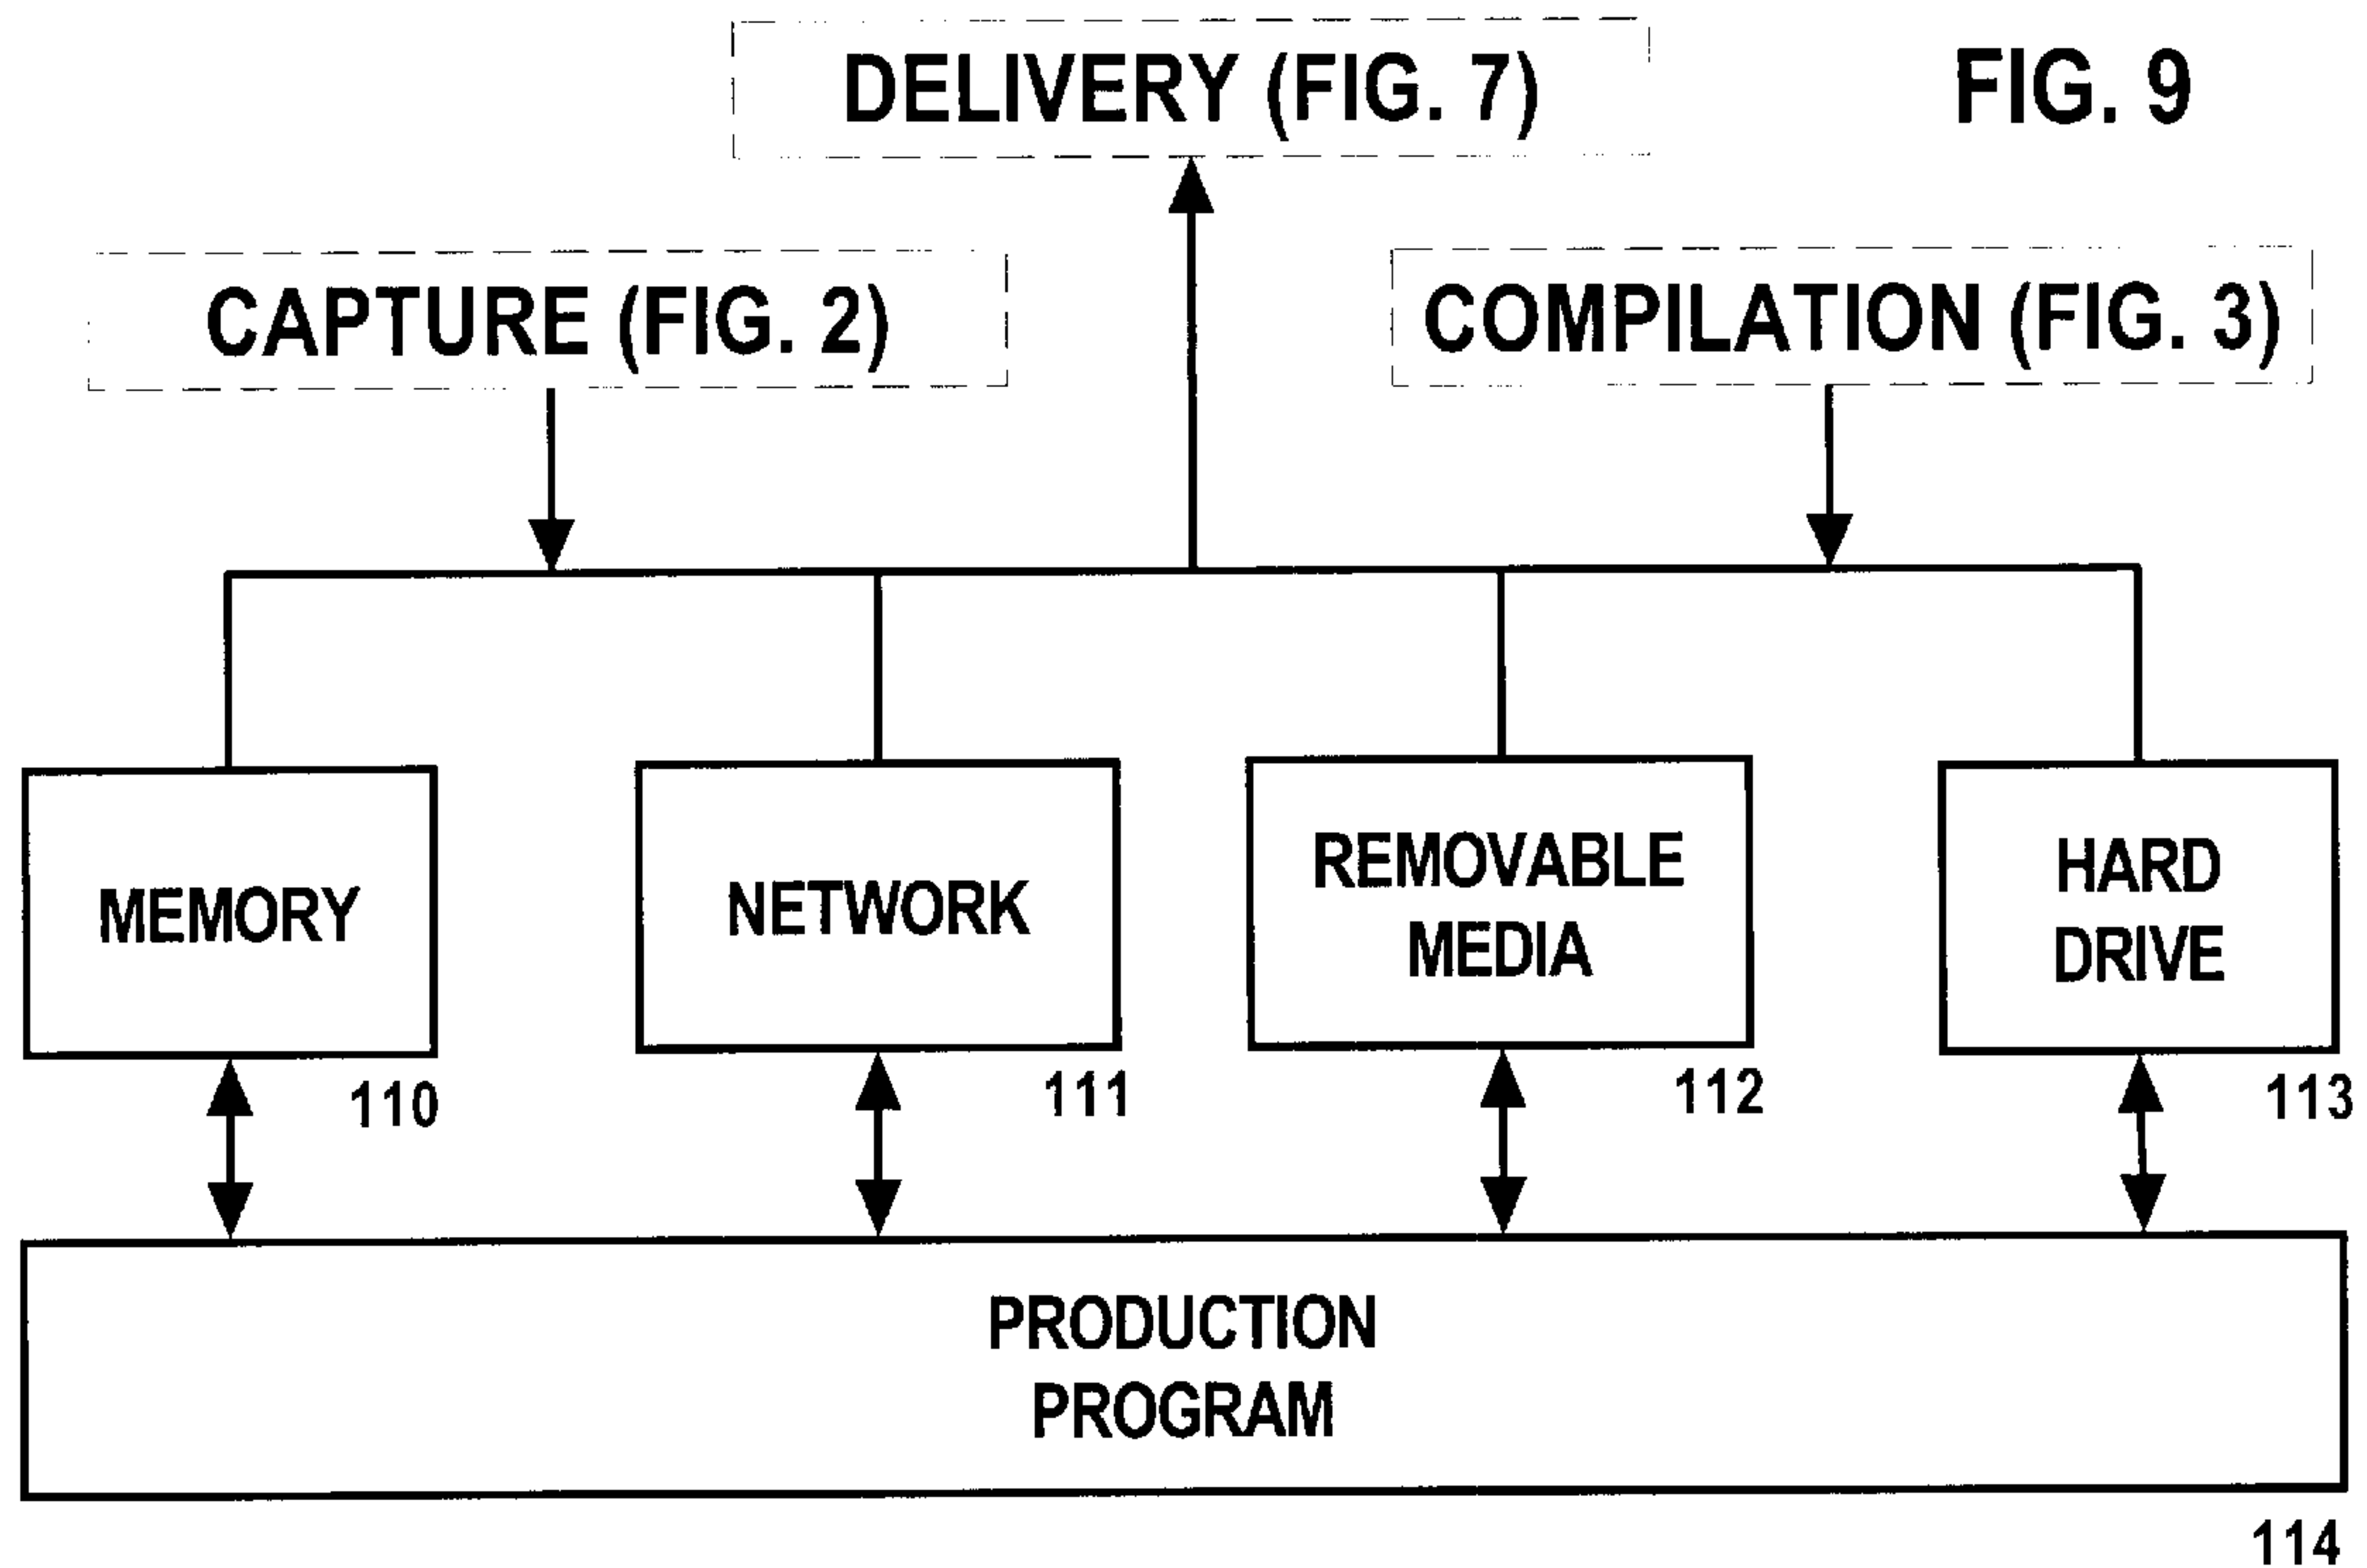 DELIVERY (FIG. 7)
FIG. 9
CAPTURE (FIG. 2)
COMPILATION (FIG. 3)
MEMORY
NETWORK
REMOVABLE
MEDIA
HARD
DRIVE
110
111
112
113
PRODUCTION
PROGRAM
114